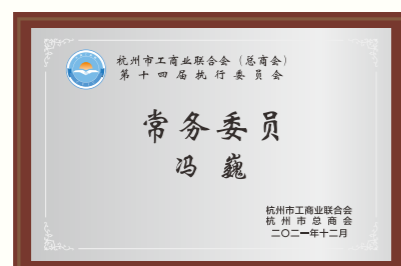 杭州市工商业联合会（总商会）
第十四届执行委员会
常务委员
冯巍
杭州市工商业联合会
杭州市总商会
二〇二一年十二月